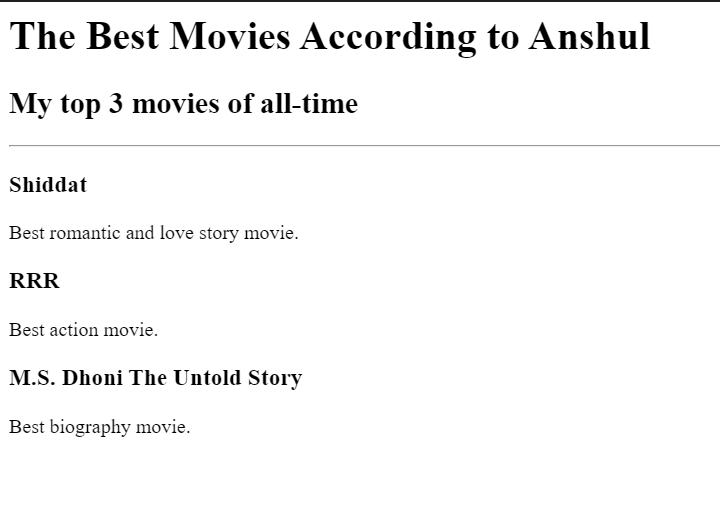 The Best Movies According to Anshul
My top 3 movies of all-time
Shiddat
Best romantic and love story movie.
RRR
Best action movie.
M.S. Dhoni The Untold Story
Best biography movie.